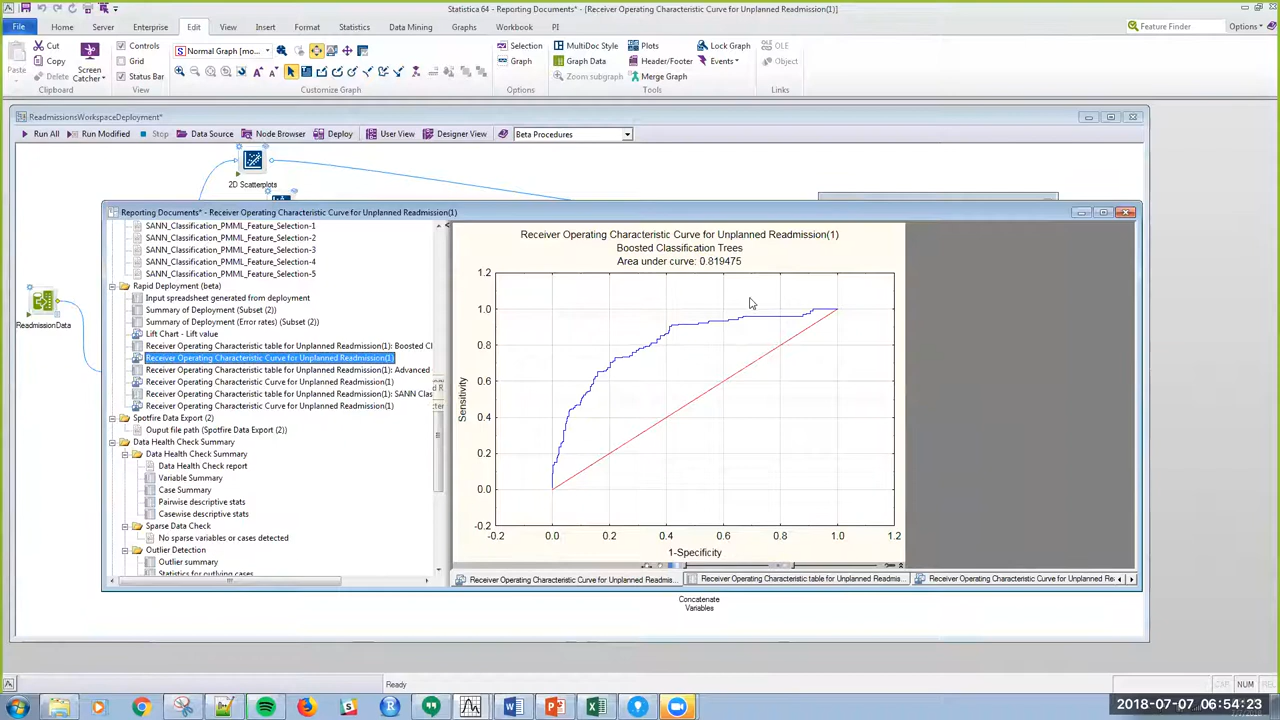 Statistica 64 - Reporting Documents* - [Receiver Operating Characteristic Curve for Unplanned Readmission(1)]
File Home Server Enterprise Edit View Insert Format Statistics Data Mining Graphs Workbook PI Feature Finder Options
Cut Controls Normal Graph [mo... Selection MultiDoc Style Plots Lock Graph OLE
Paste Copy Screen Catcher Grid Graph Graph Data Header/Footer Events Object
Delete Status Bar Zoom subgraph Merge Graph
Clipboard View Customize Graph Options Tools Links
ReadmissionsWorkspaceDeployment*
Run All Run Modified Stop Data Source Node Browser Deploy User View Designer View Beta Procedures
2D Scatterplots
ReadmissionData
Reporting Documents* - Receiver Operating Characteristic Curve for Unplanned Readmission(1)
SANN_Classification_PMML_Feature_Selection-1
SANN_Classification_PMML_Feature_Selection-2
SANN_Classification_PMML_Feature_Selection-3
SANN_Classification_PMML_Feature_Selection-4
SANN_Classification_PMML_Feature_Selection-5
Rapid Deployment (beta)
Input spreadsheet generated from deployment
Summary of Deployment (Subset (2))
Summary of Deployment (Error rates) (Subset (2))
Lift Chart - Lift value
Receiver Operating Characteristic table for Unplanned Readmission(1): Boosted Cl
Receiver Operating Characteristic Curve for Unplanned Readmission(1)
Receiver Operating Characteristic table for Unplanned Readmission(1): Advanced
Receiver Operating Characteristic Curve for Unplanned Readmission(1)
Receiver Operating Characteristic table for Unplanned Readmission(1): SANN Clas
Receiver Operating Characteristic Curve for Unplanned Readmission(1)
Spotfire Data Export (2)
Ouput file path (Spotfire Data Export (2))
Data Health Check Summary
Data Health Check Summary
Data Health Check report
Variable Summary
Case Summary
Pairwise descriptive stats
Casewise descriptive stats
Sparse Data Check
No sparse variables or cases detected
Outlier Detection
Outlier summary
Statistics for outlying cases
Receiver Operating Characteristic Curve for Unplanned Readmission(1)
Boosted Classification Trees
Area under curve: 0.819475
1.2
1.0
0.8
0.6
0.4
0.2
0.0
-0.2
Sensitivity
-0.2 0.0 0.2 0.4 0.6 0.8 1.0 1.2
1-Specificity
Receiver Operating Characteristic Curve for Unplanned Readmis... Receiver Operating Characteristic table for Unplanned Readmis... Receiver Operating Characteristic Curve for Unplanned Re
Concatenate
Variables
Ready CAP NUM
2018-07-07, 06:54:23